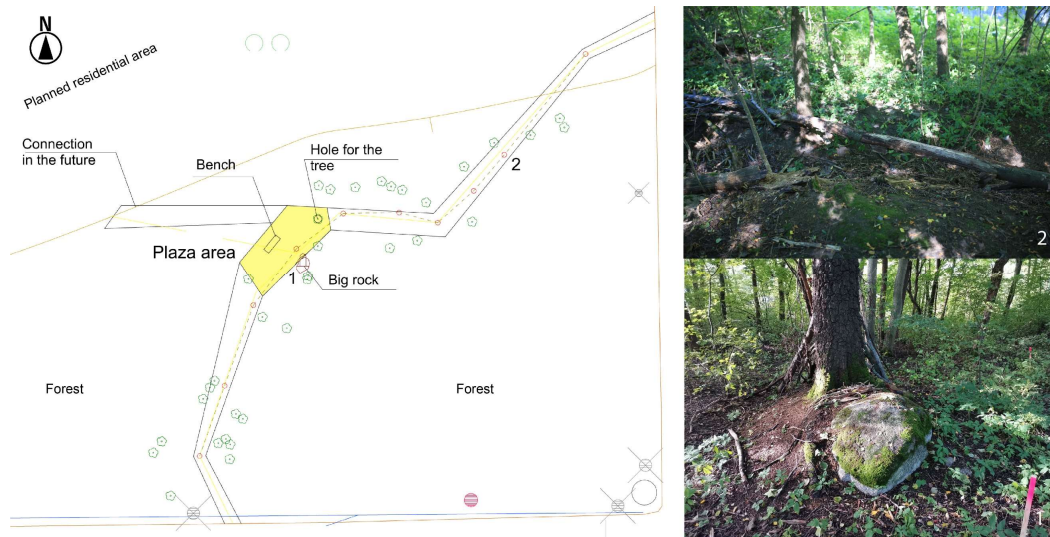 N
Planned residential area
Connection
in the future
Bench
Hole for the
tree
2
Plaza area
1
Big rock
Forest
Forest
2
1